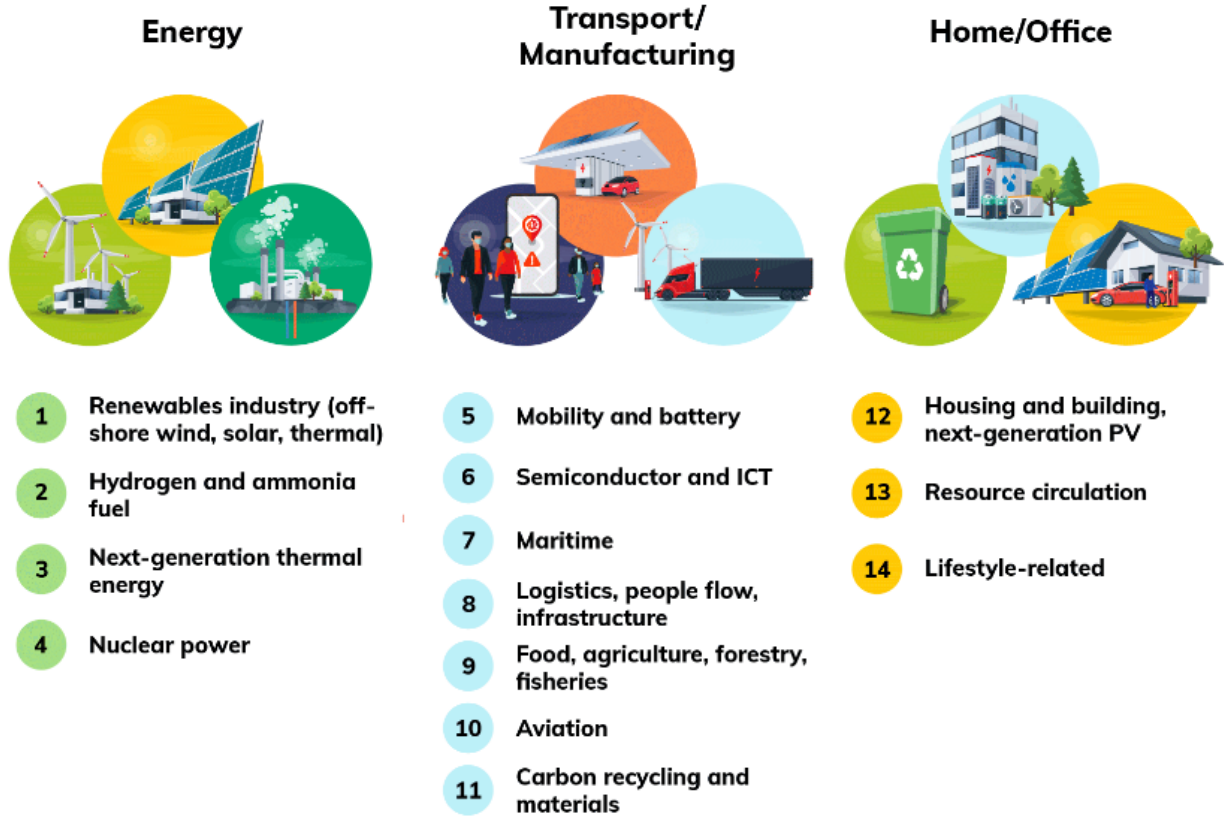 Energy
1
Renewables industry (off-
shore wind, solar, thermal)
2
Hydrogen and ammonia
fuel
3
Next-generation thermal
energy
4
Nuclear power
Transport/
Manufacturing
5
Mobility and battery
6
Semiconductor and ICT
7
Maritime
8
Logistics, people flow,
infrastructure
9
Food, agriculture, forestry,
fisheries
10
Aviation
11
Carbon recycling and
materials
Home/Office
12
Housing and building,
next-generation PV
13
Resource circulation
14
Lifestyle-related